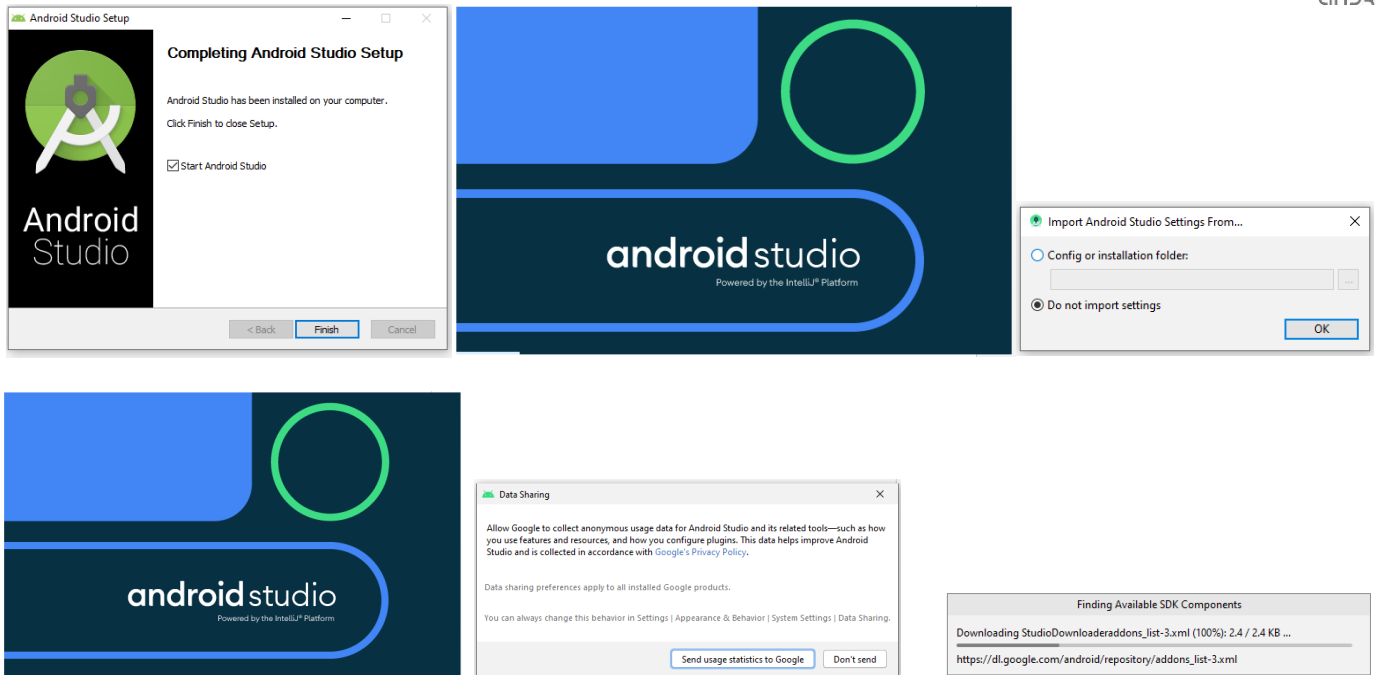 Android Studio Setup
Completing Android Studio Setup
Android Studio has been installed on your computer.
Click Finish to close Setup.
Start Android Studio
Android
Studio
< Back
Finish
Cancel
android studio
Powered by the IntelliJ® Platform
Import Android Studio Settings From...
Config or installation folder:
...
Do not import settings
OK
android studio
Powered by the IntelliJ® Platform
Data Sharing
Allow Google to collect anonymous usage data for Android Studio and its related tools—such as how
you use features and resources, and how you configure plugins. This data helps improve Android
Studio and is collected in accordance with Google's Privacy Policy.
Data sharing preferences apply to all installed Google products.
You can always change this behavior in Settings | Appearance & Behavior | System Settings | Data Sharing.
Send usage statistics to Google
Don't send
Finding Available SDK Components
Downloading StudioDownloaderaddons_list-3.xml (100%): 2.4 / 2.4 KB ...
https://dl.google.com/android/repository/addons_list-3.xml